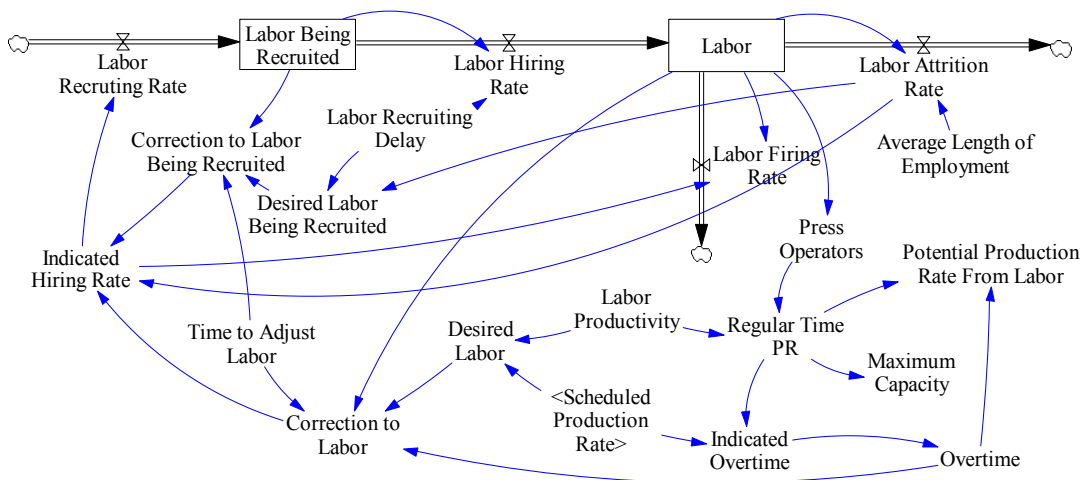 Labor Being
Recruited
Labor
Labor
Recruting Rate
Labor Hiring
Rate
Labor Attrition
Rate
Labor Recruiting
Delay
Correction to Labor
Being Recruited
Labor Firing
Rate
Average Length of
Employment
Desired Labor
Being Recruited
Press
Operators
Indicated
Hiring Rate
Potential Production
Rate From Labor
Labor
Productivity
Time to Adjust
Labor
Desired
Labor
Regular Time
PR
Maximum
Capacity
<Scheduled
Production
Rate>
Correction to
Labor
Indicated
Overtime
Overtime